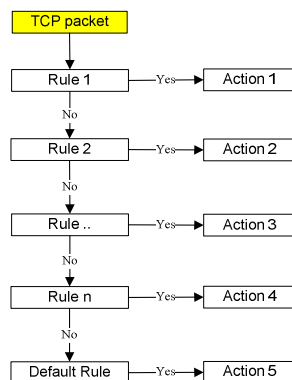 TCP packet
Rule 1
Yes
Action 1
No
Rule 2
Yes
Action 2
No
Rule ..
Yes
Action 3
No
Rule n
Yes
Action 4
No
Default Rule
Yes
Action 5